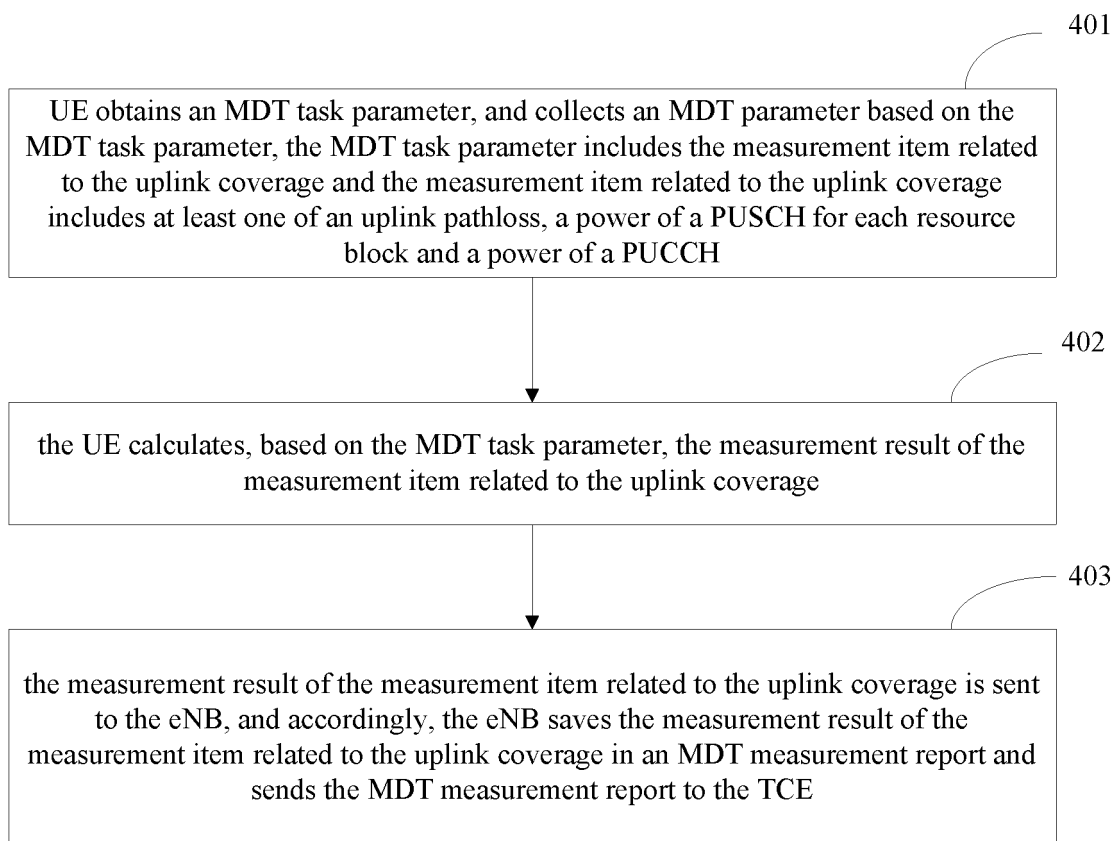 401
UE obtains an MDT task parameter, and collects an MDT parameter based on the
MDT task parameter, the MDT task parameter includes the measurement item related
to the uplink coverage and the measurement item related to the uplink coverage
includes at least one of an uplink pathloss, a power of a PUSCH for each resource
block and a power of a PUCCH
402
the UE calculates, based on the MDT task parameter, the measurement result of the
measurement item related to the uplink coverage
403
the measurement result of the measurement item related to the uplink coverage is sent
to the eNB, and accordingly, the eNB saves the measurement result of the
measurement item related to the uplink coverage in an MDT measurement report and
sends the MDT measurement report to the TCE